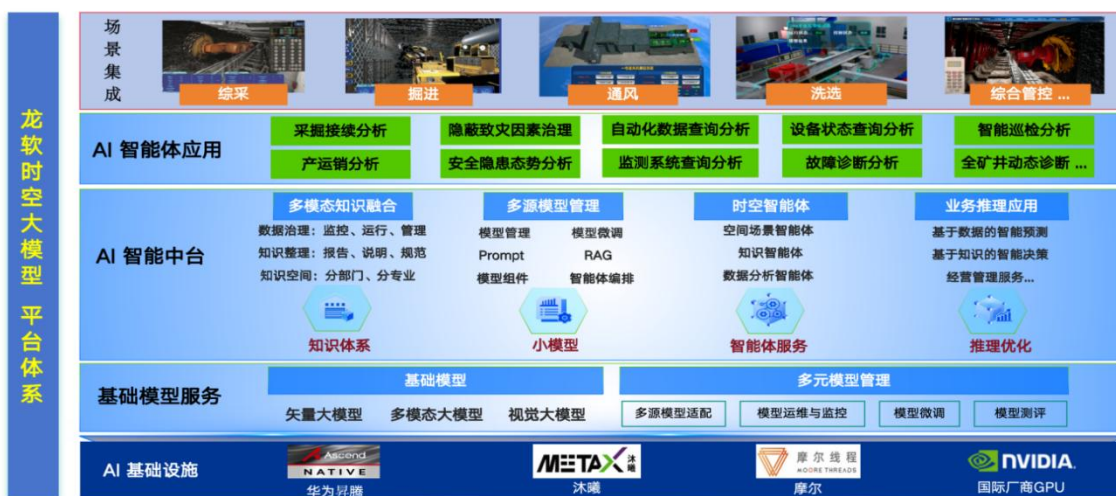 龙软时空大模型 平台体系
场景集成
综采
掘进
通风
洗选
综合管控 ...
AI 智能体应用
采掘接续分析
隐蔽致灾因素治理
自动化数据查询分析
设备状态查询分析
智能巡检分析
产运销分析
安全隐患态势分析
监测系统查询分析
故障诊断分析
全矿井动态诊断 ...
AI 智能中台
多模态知识融合
数据治理：监控、运行、管理
知识整理：报告、说明、规范
知识空间：分部门、分专业
知识体系
多源模型管理
模型管理 模型微调
Prompt RAG
模型组件 智能体编排
小模型
时空智能体
空间场景智能体
知识智能体
数据分析智能体
智能体服务
业务推理应用
基于数据的智能预测
基于知识的智能决策
经营管理服务...
推理优化
基础模型服务
基础模型
矢量大模型 多模态大模型 视觉大模型
多元模型管理
多源模型适配
模型运维与监控
模型微调
模型测评
AI 基础设施
Ascend
NATIVE
华为昇腾
METAX 沐曦
沐曦
摩尔线程
MOORE THREADS
摩尔
NVIDIA.
国际厂商GPU